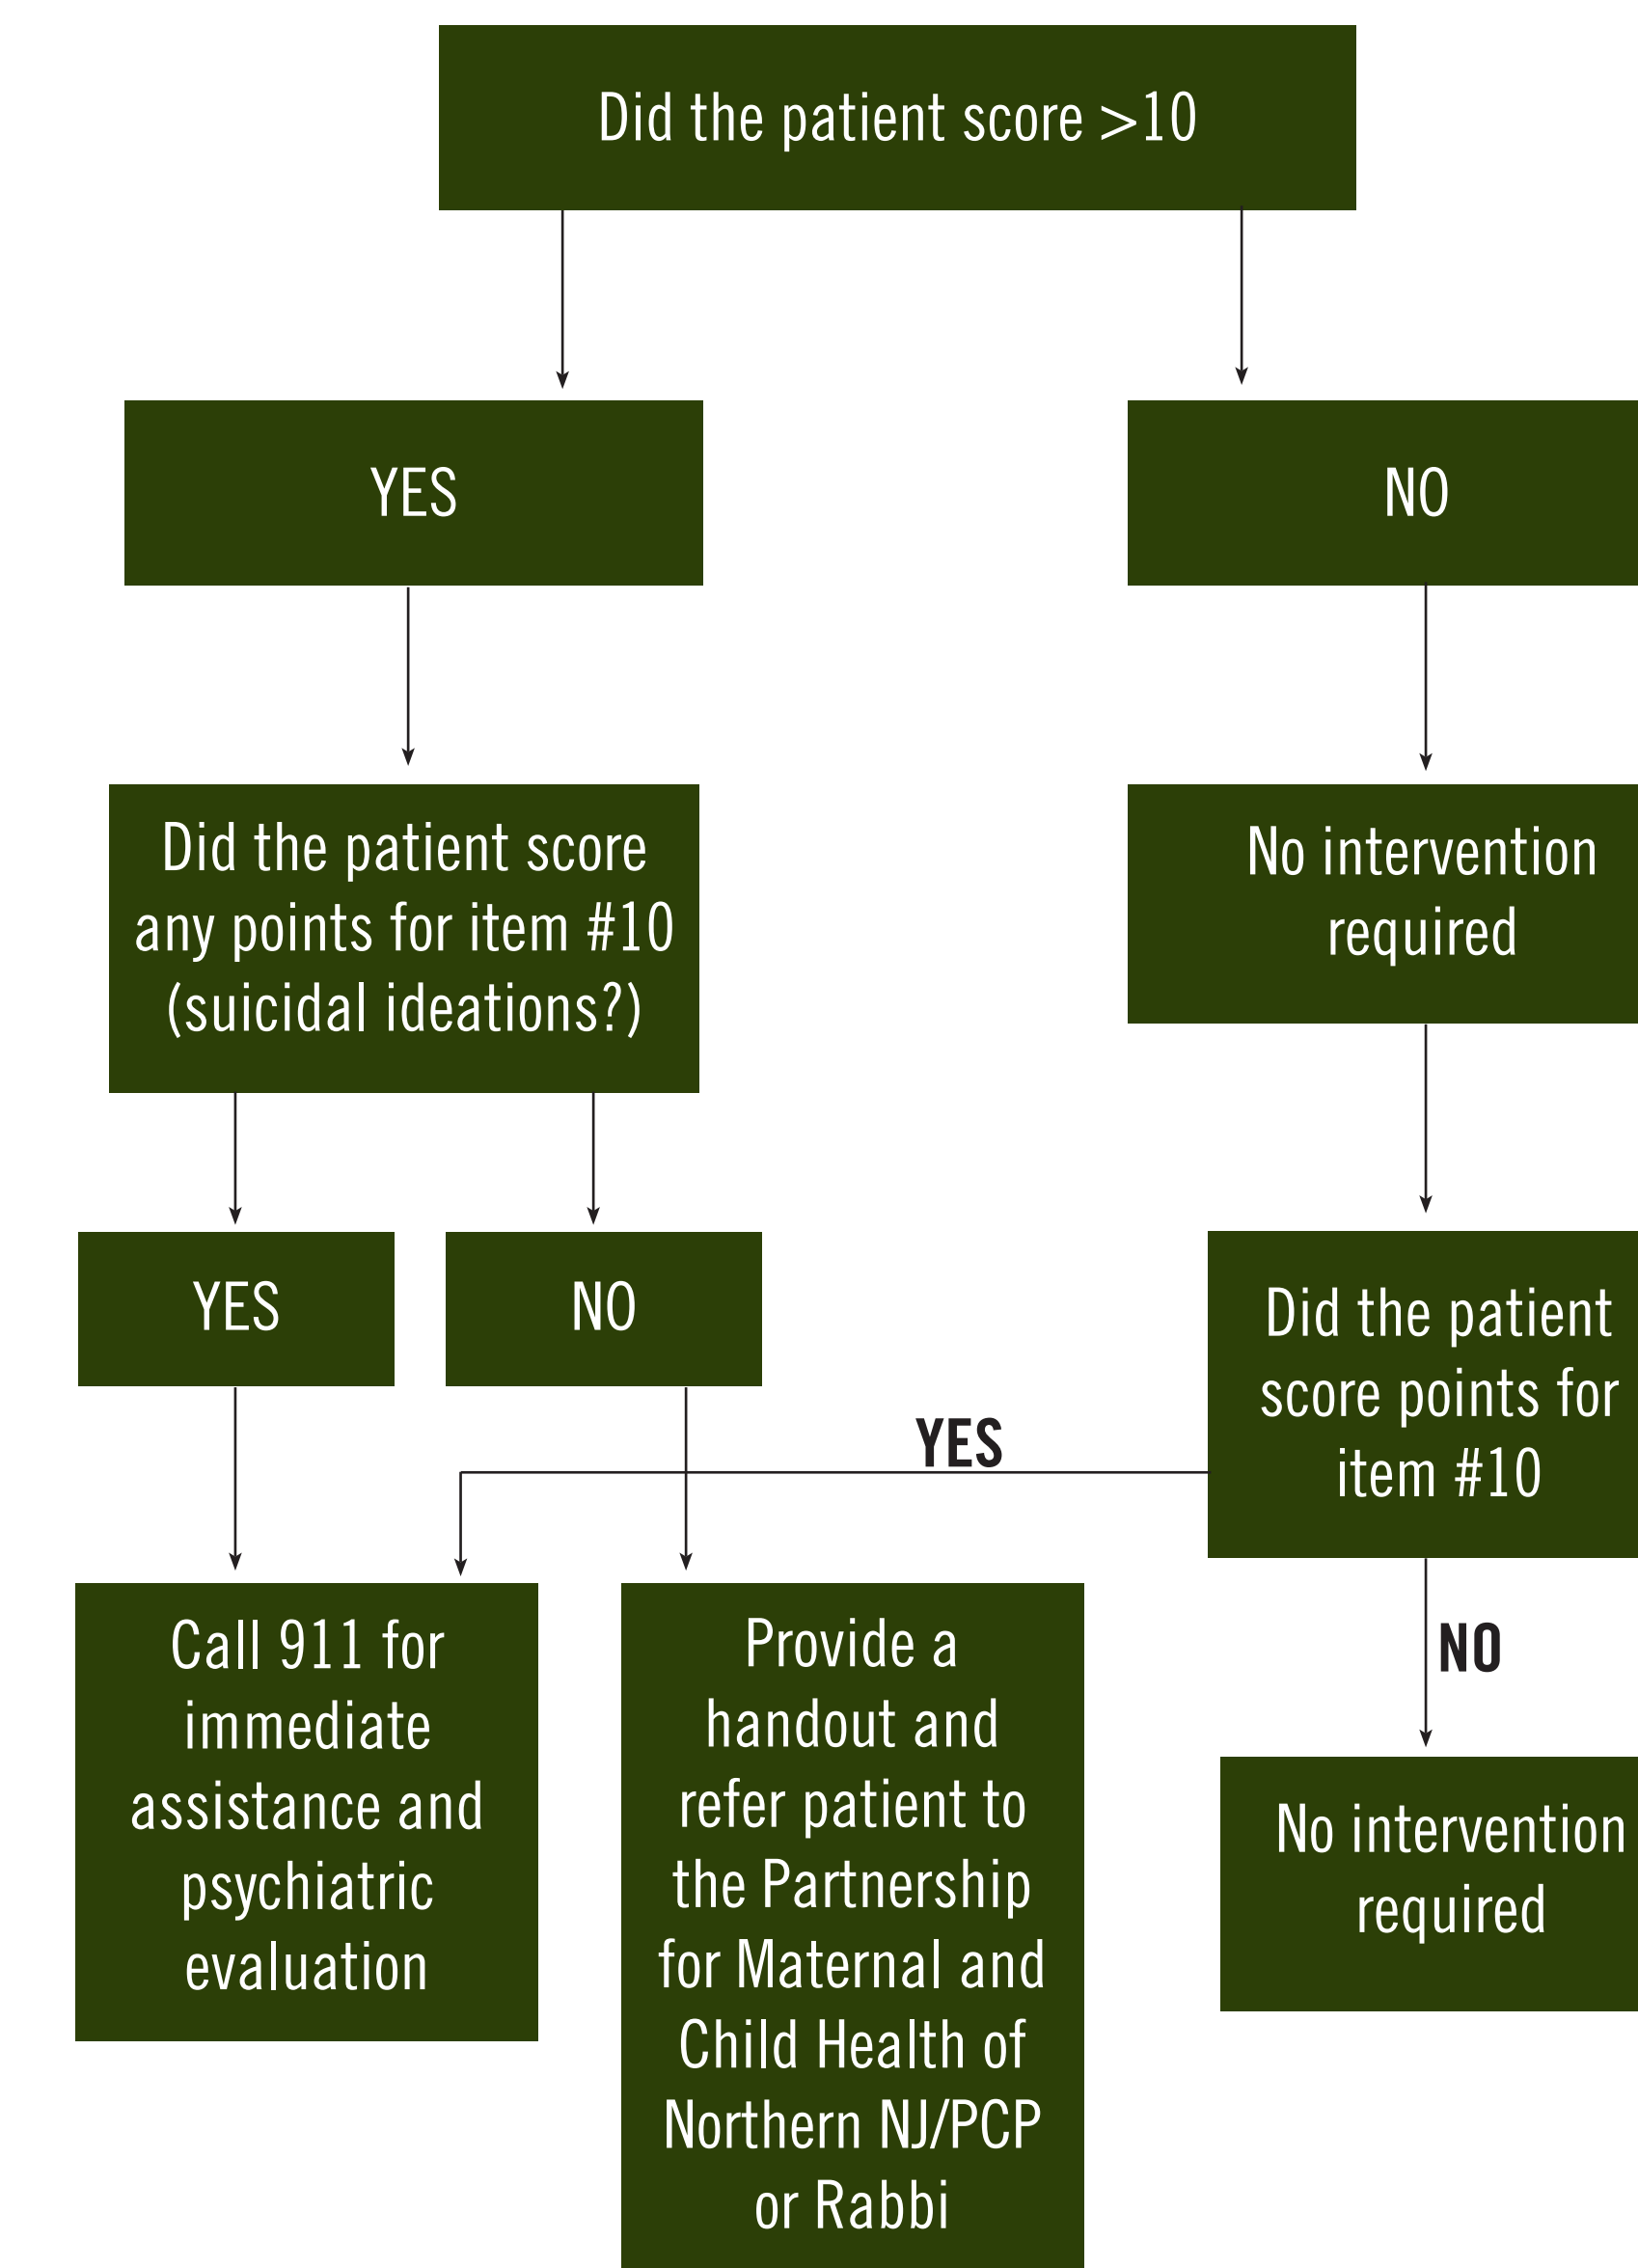 Did the patient score >10
YES
NO
Did the patient score
any points for item #10
(suicidal ideations?)
No intervention
required
YES
NO
Did the patient
score points for
item #10
YES
NO
Call 911 for
immediate
assistance and
psychiatric
evaluation
Provide a
handout and
refer patient to
the Partnership
for Maternal and
Child Health of
Northern NJ/PCP
or Rabbi
No intervention
required